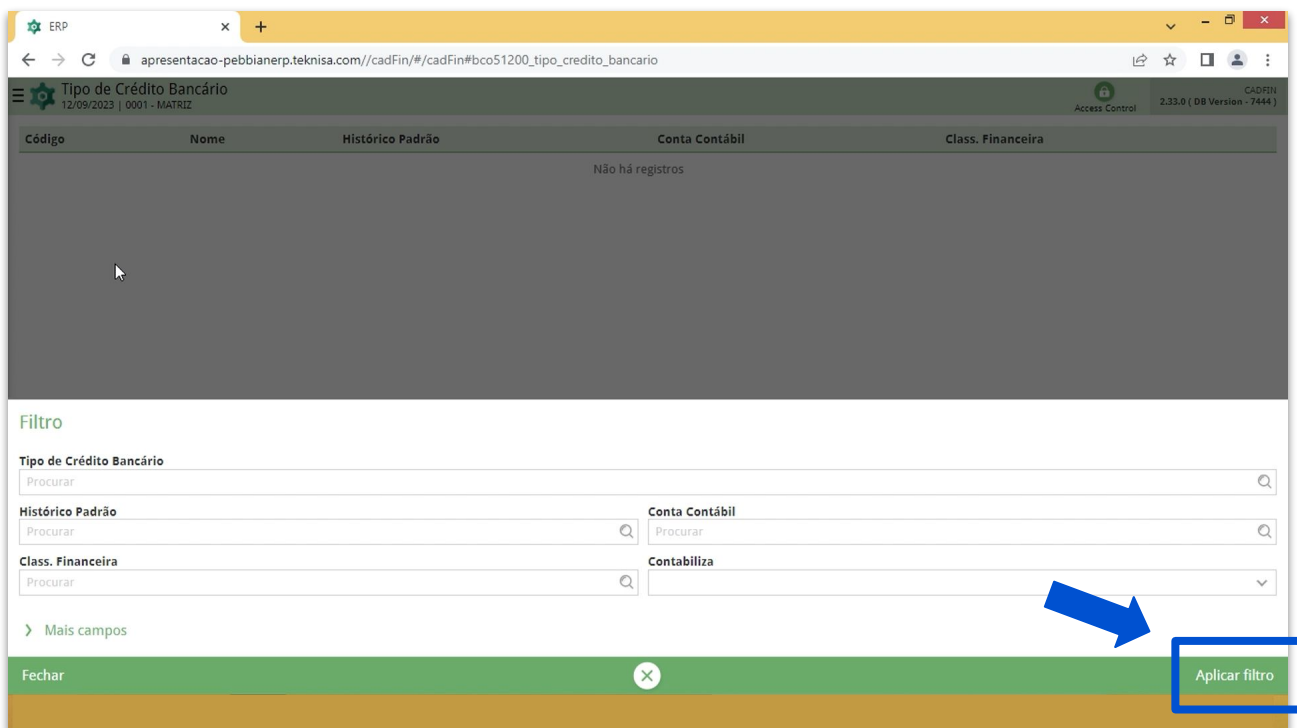 ERP
apresentacao-pebbianerp.teknisa.com//cadFin/#/cadFin#bco51200_tipo_credito_bancario
Tipo de Crédito Bancário
12/09/2023 | 0001 - MATRIZ
Access Control
CADFIN
2.33.0 ( DB Version - 7444 )
Código Nome Histórico Padrão Conta Contábil Class. Financeira
Não há registros
Filtro
Tipo de Crédito Bancário
Procurar
Histórico Padrão Conta Contábil
Procurar Procurar
Class. Financeira Contabiliza
Procurar
Mais campos
Fechar Aplicar filtro